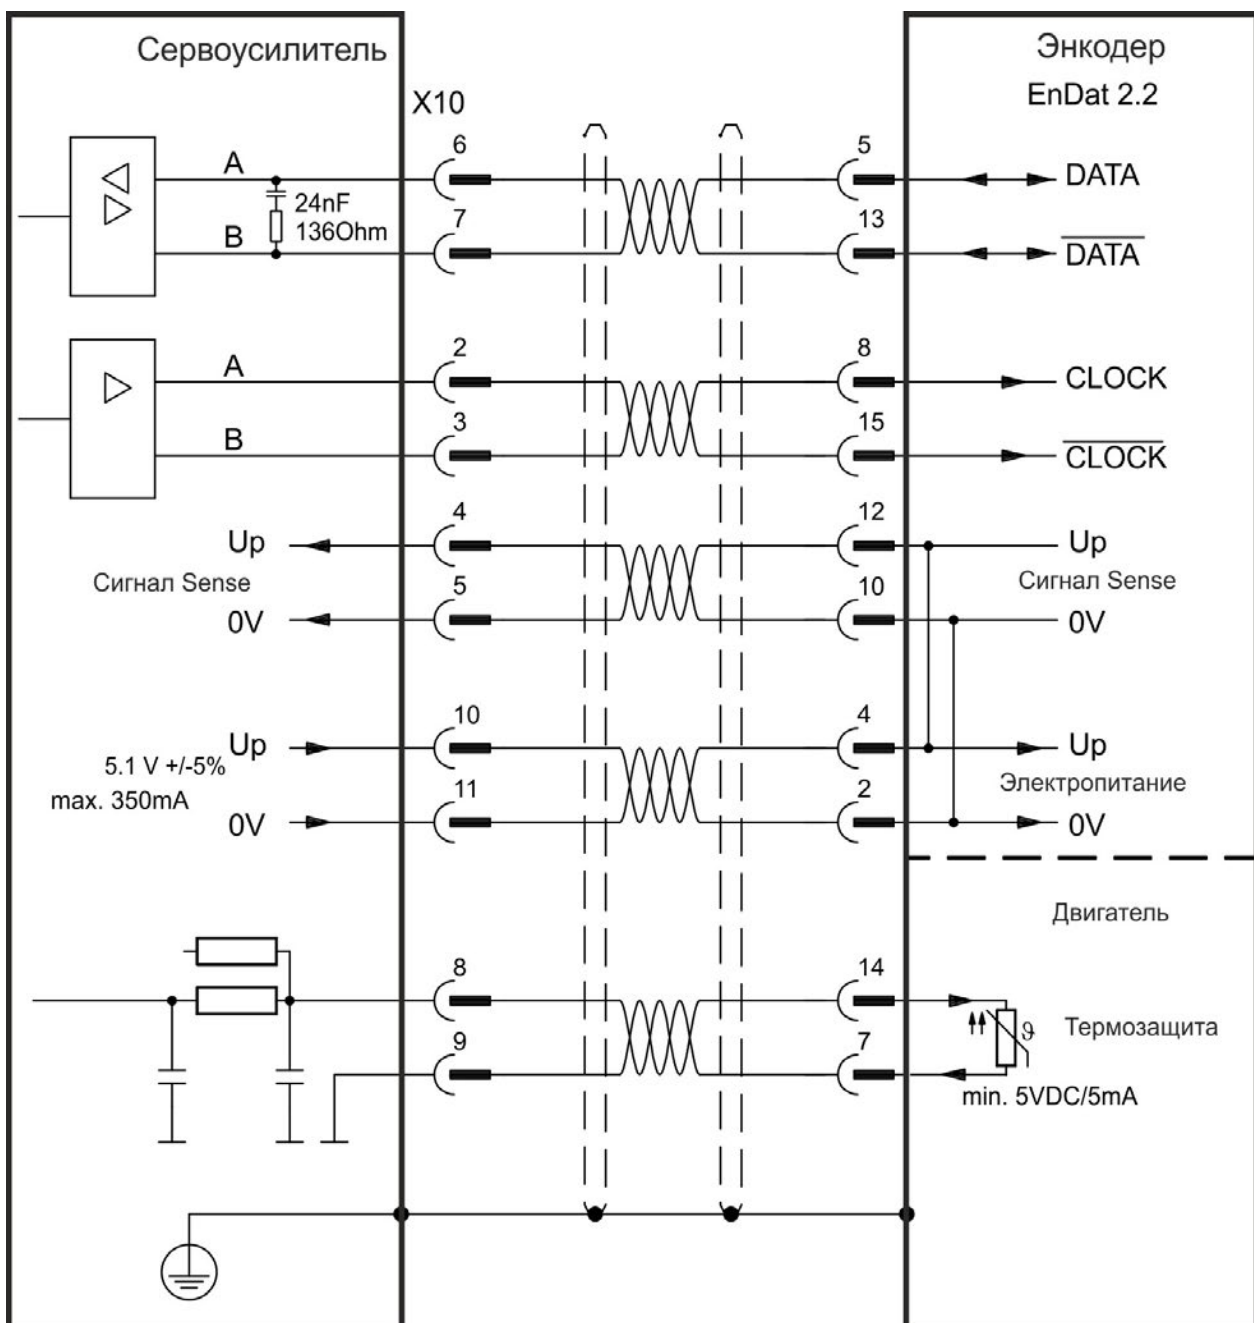 Сервоусилитель
Энкодер
EnDat 2.2
X10
A
6
5
DATA
24nF
136Ohm
B
7
13
DATA
A
2
8
CLOCK
B
3
15
CLOCK
Up
4
12
Up
Сигнал Sense
Сигнал Sense
0V
5
10
0V
Up
10
4
Up
5.1 V +/-5%
max. 350mA
Электропитание
0V
11
2
0V
Двигатель
8
14
ϑ
Термозащита
9
7
min. 5VDC/5mA